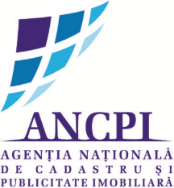 ANCPI
AGENȚIA NAȚIONALĂ
DE CADASTRU ȘI
PUBLICITATE IMOBILIARĂ